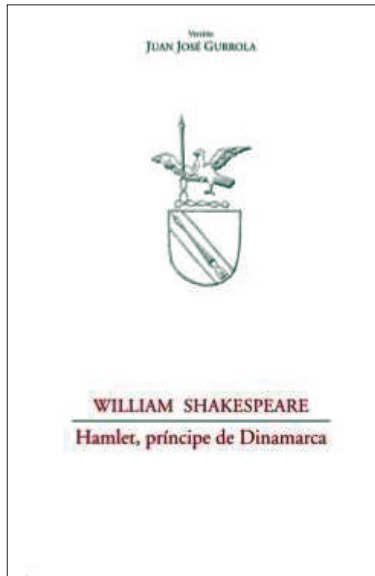 Versión
JUAN JOSÉ GURROLA
WILLIAM SHAKESPEARE
Hamlet, príncipe de Dinamarca